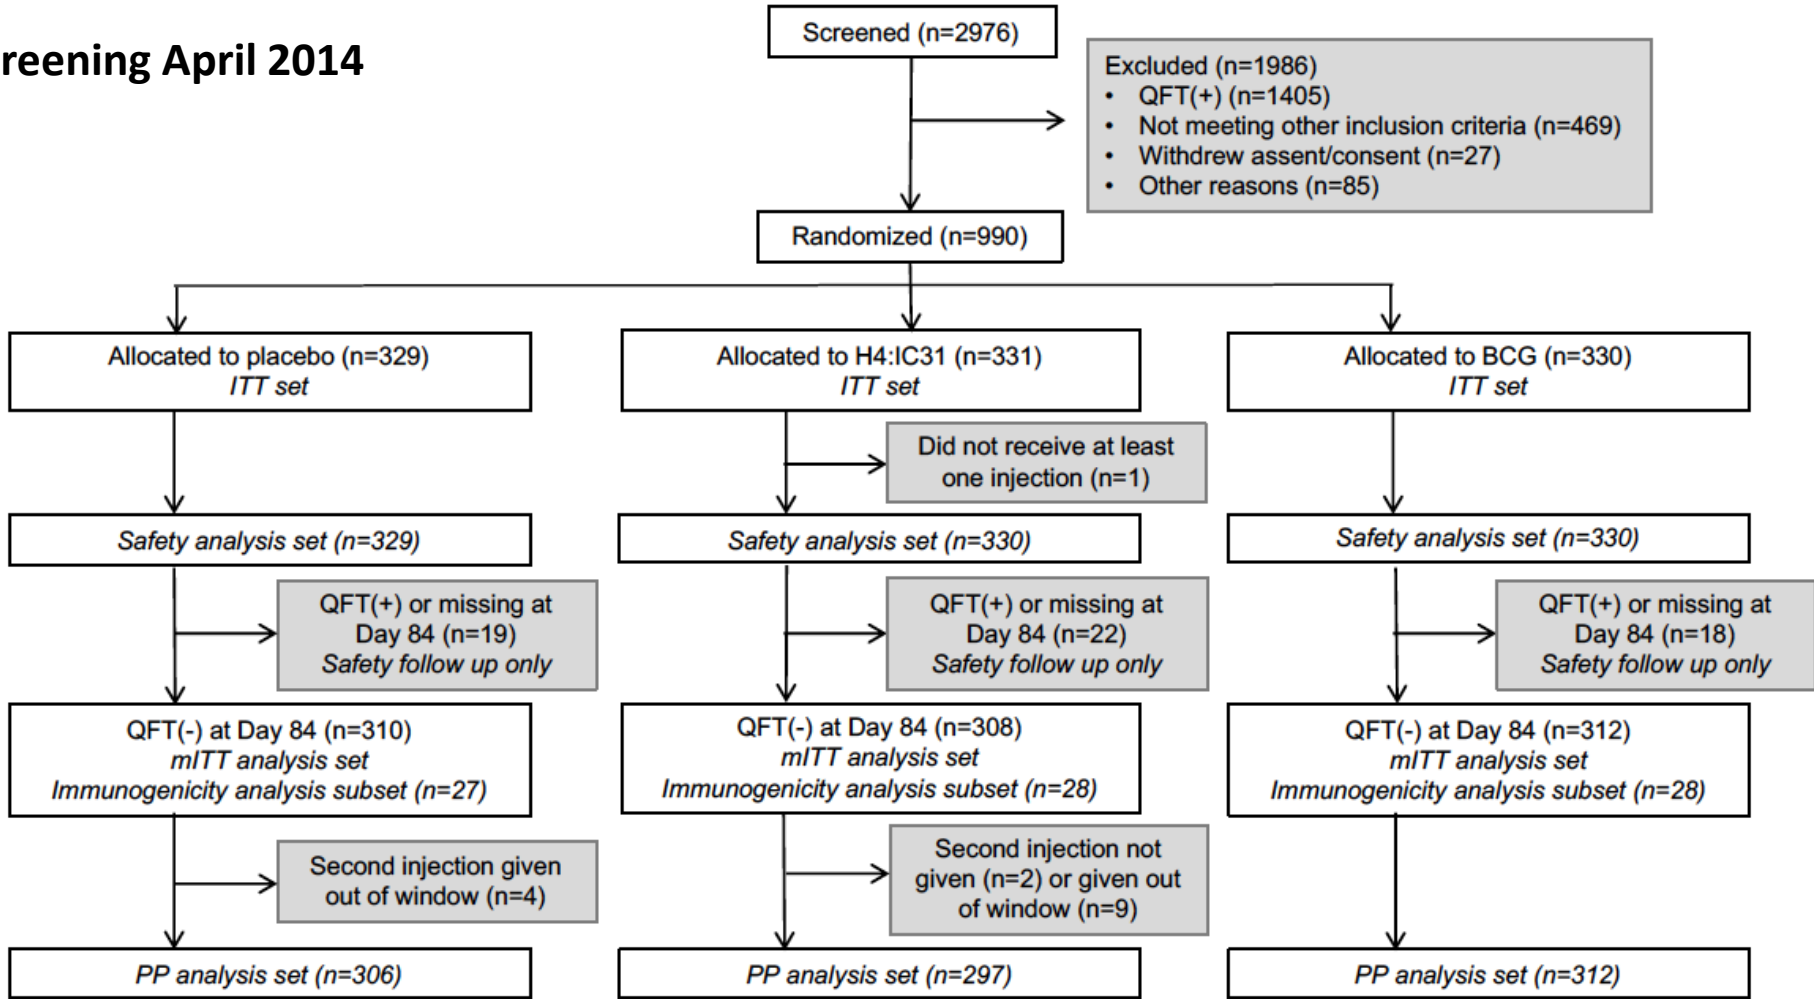 reening April 2014
Screened (n=2976)
Excluded (n=1986)
• QFT(+) (n=1405)
• Not meeting other inclusion criteria (n=469)
• Withdrew assent/consent (n=27)
• Other reasons (n=85)
Randomized (n=990)
Allocated to placebo (n=329)
ITT set
Allocated to H4:IC31 (n=331)
ITT set
Allocated to BCG (n=330)
ITT set
Did not receive at least
one injection (n=1)
Safety analysis set (n=329)
Safety analysis set (n=330)
Safety analysis set (n=330)
QFT(+) or missing at
Day 84 (n=19)
Safety follow up only
QFT(+) or missing at
Day 84 (n=22)
Safety follow up only
QFT(+) or missing at
Day 84 (n=18)
Safety follow up only
QFT(-) at Day 84 (n=310)
mITT analysis set
Immunogenicity analysis subset (n=27)
QFT(-) at Day 84 (n=308)
mITT analysis set
Immunogenicity analysis subset (n=28)
QFT(-) at Day 84 (n=312)
mITT analysis set
Immunogenicity analysis subset (n=28)
Second injection given
out of window (n=4)
Second injection not
given (n=2) or given out
of window (n=9)
PP analysis set (n=306)
PP analysis set (n=297)
PP analysis set (n=312)